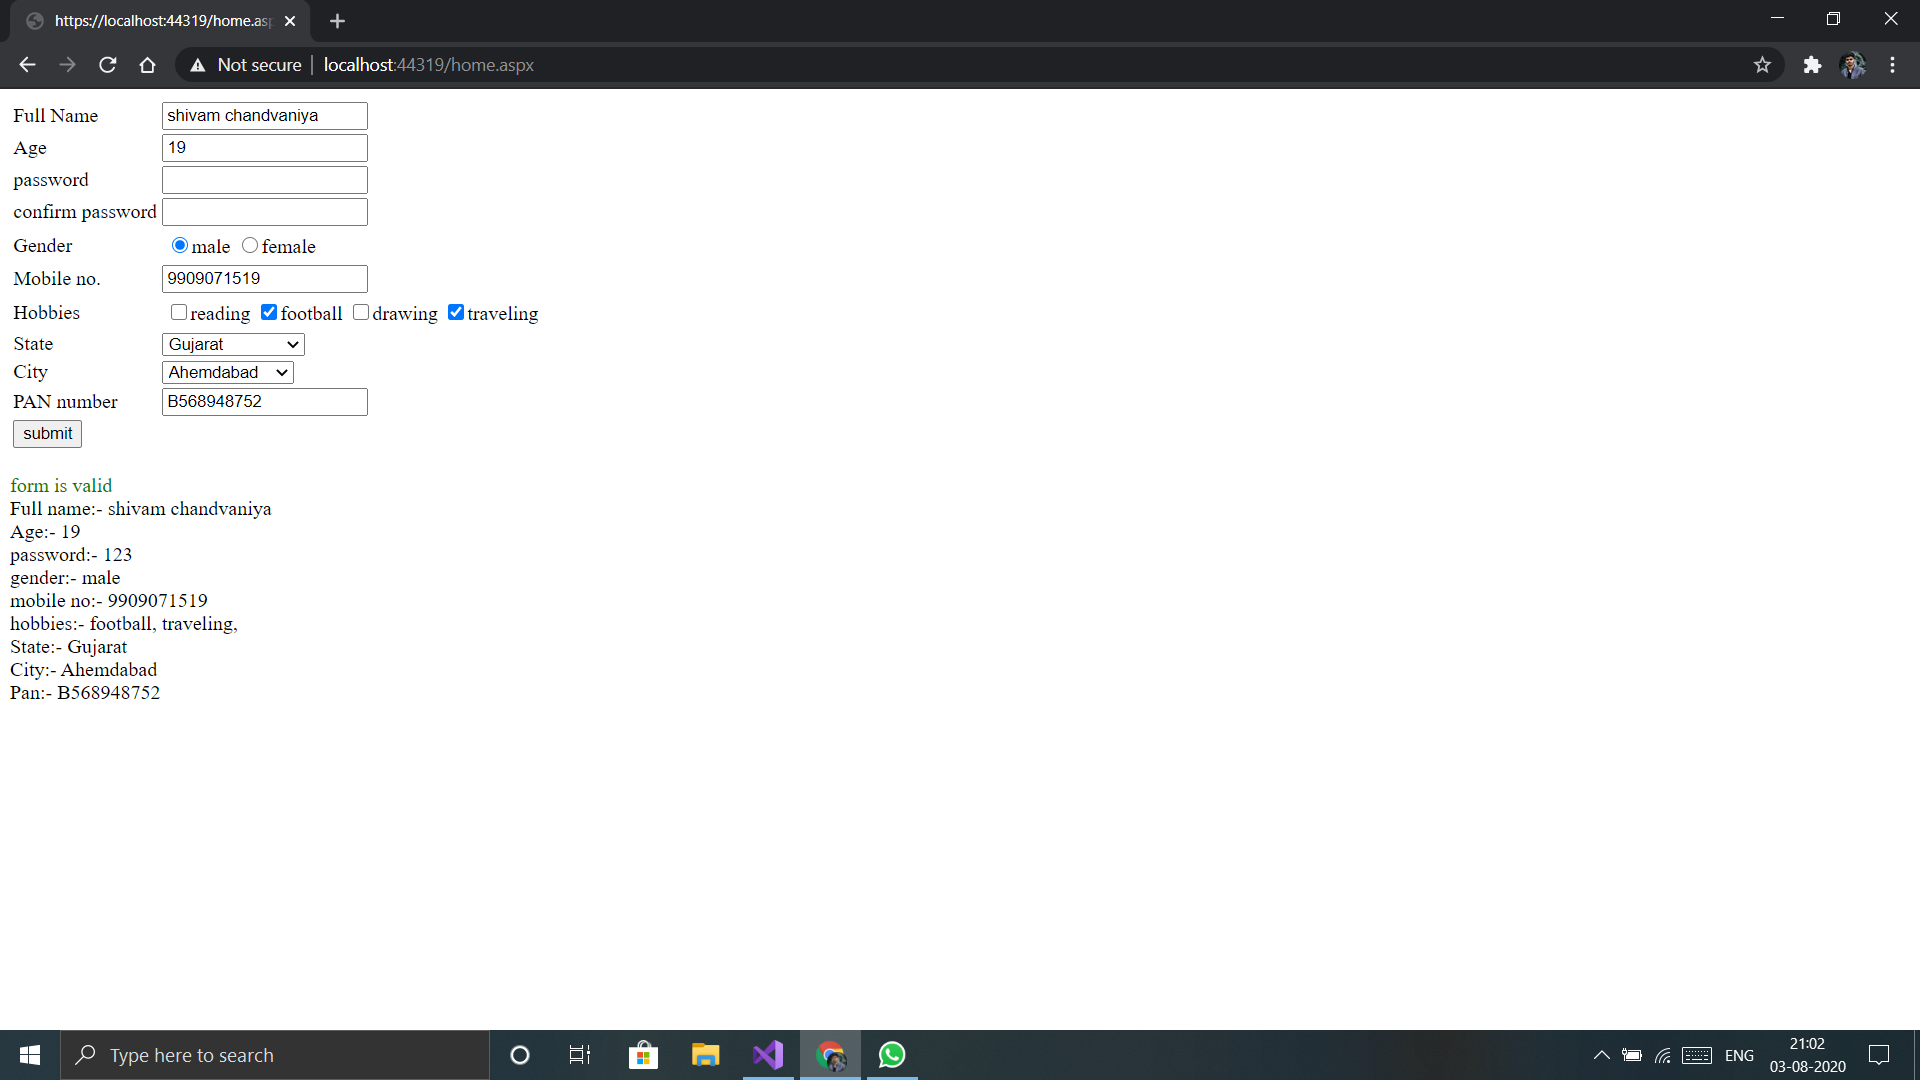 https://localhost:44319/home.asp
Not secure localhost:44319/home.aspx
Full Name shivam chandvaniya
Age 19
password
confirm password
Gender male female
Mobile no. 9909071519
Hobbies reading football drawing traveling
State Gujarat
City Ahemdabad
PAN number B568948752
submit
form is valid
Full name:- shivam chandvaniya
Age:- 19
password:- 123
gender:- male
mobile no:- 9909071519
hobbies:- football, traveling,
State:- Gujarat
City:- Ahemdabad
Pan:- B568948752
Type here to search
ENG
21:02
03-08-2020